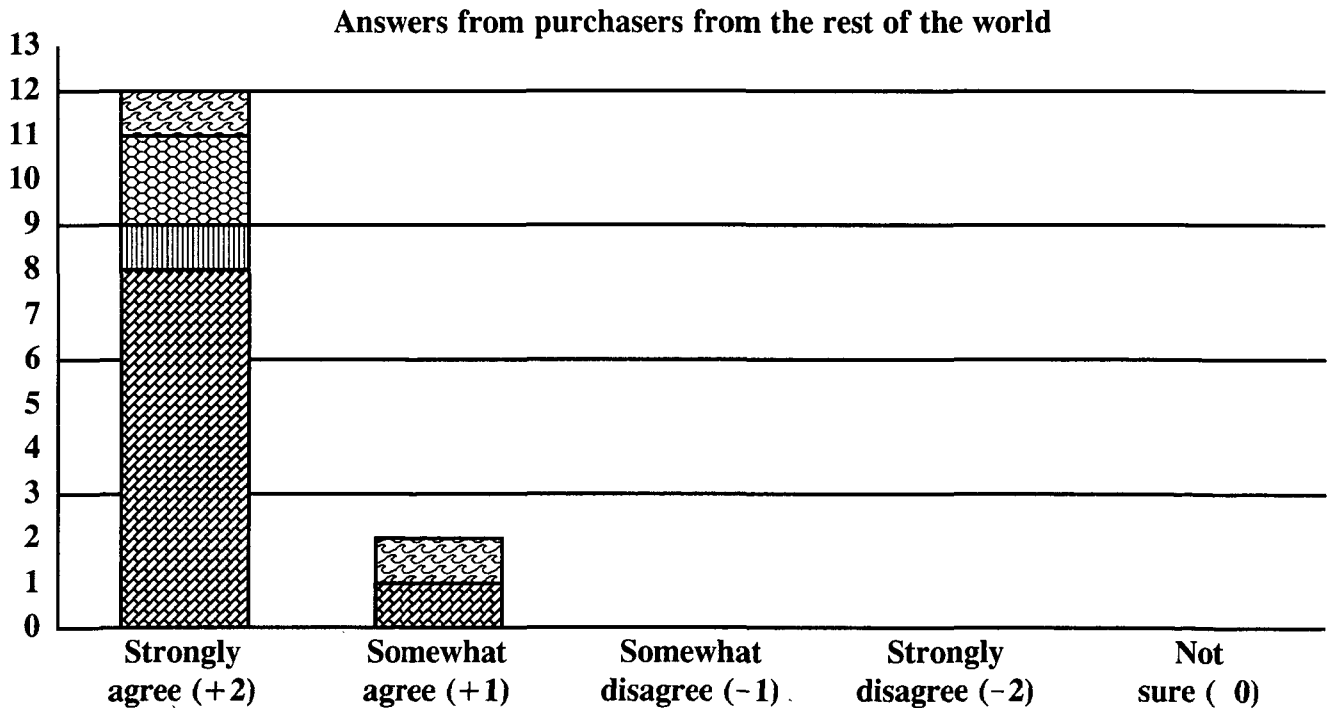 Answers from purchasers from the rest of the world
13
12
11
10
9
8
7
6
5
4
3
2
1
0
Strongly agree (+2)
Somewhat agree (+1)
Somewhat disagree (-1)
Strongly disagree (-2)
Not sure ( 0)